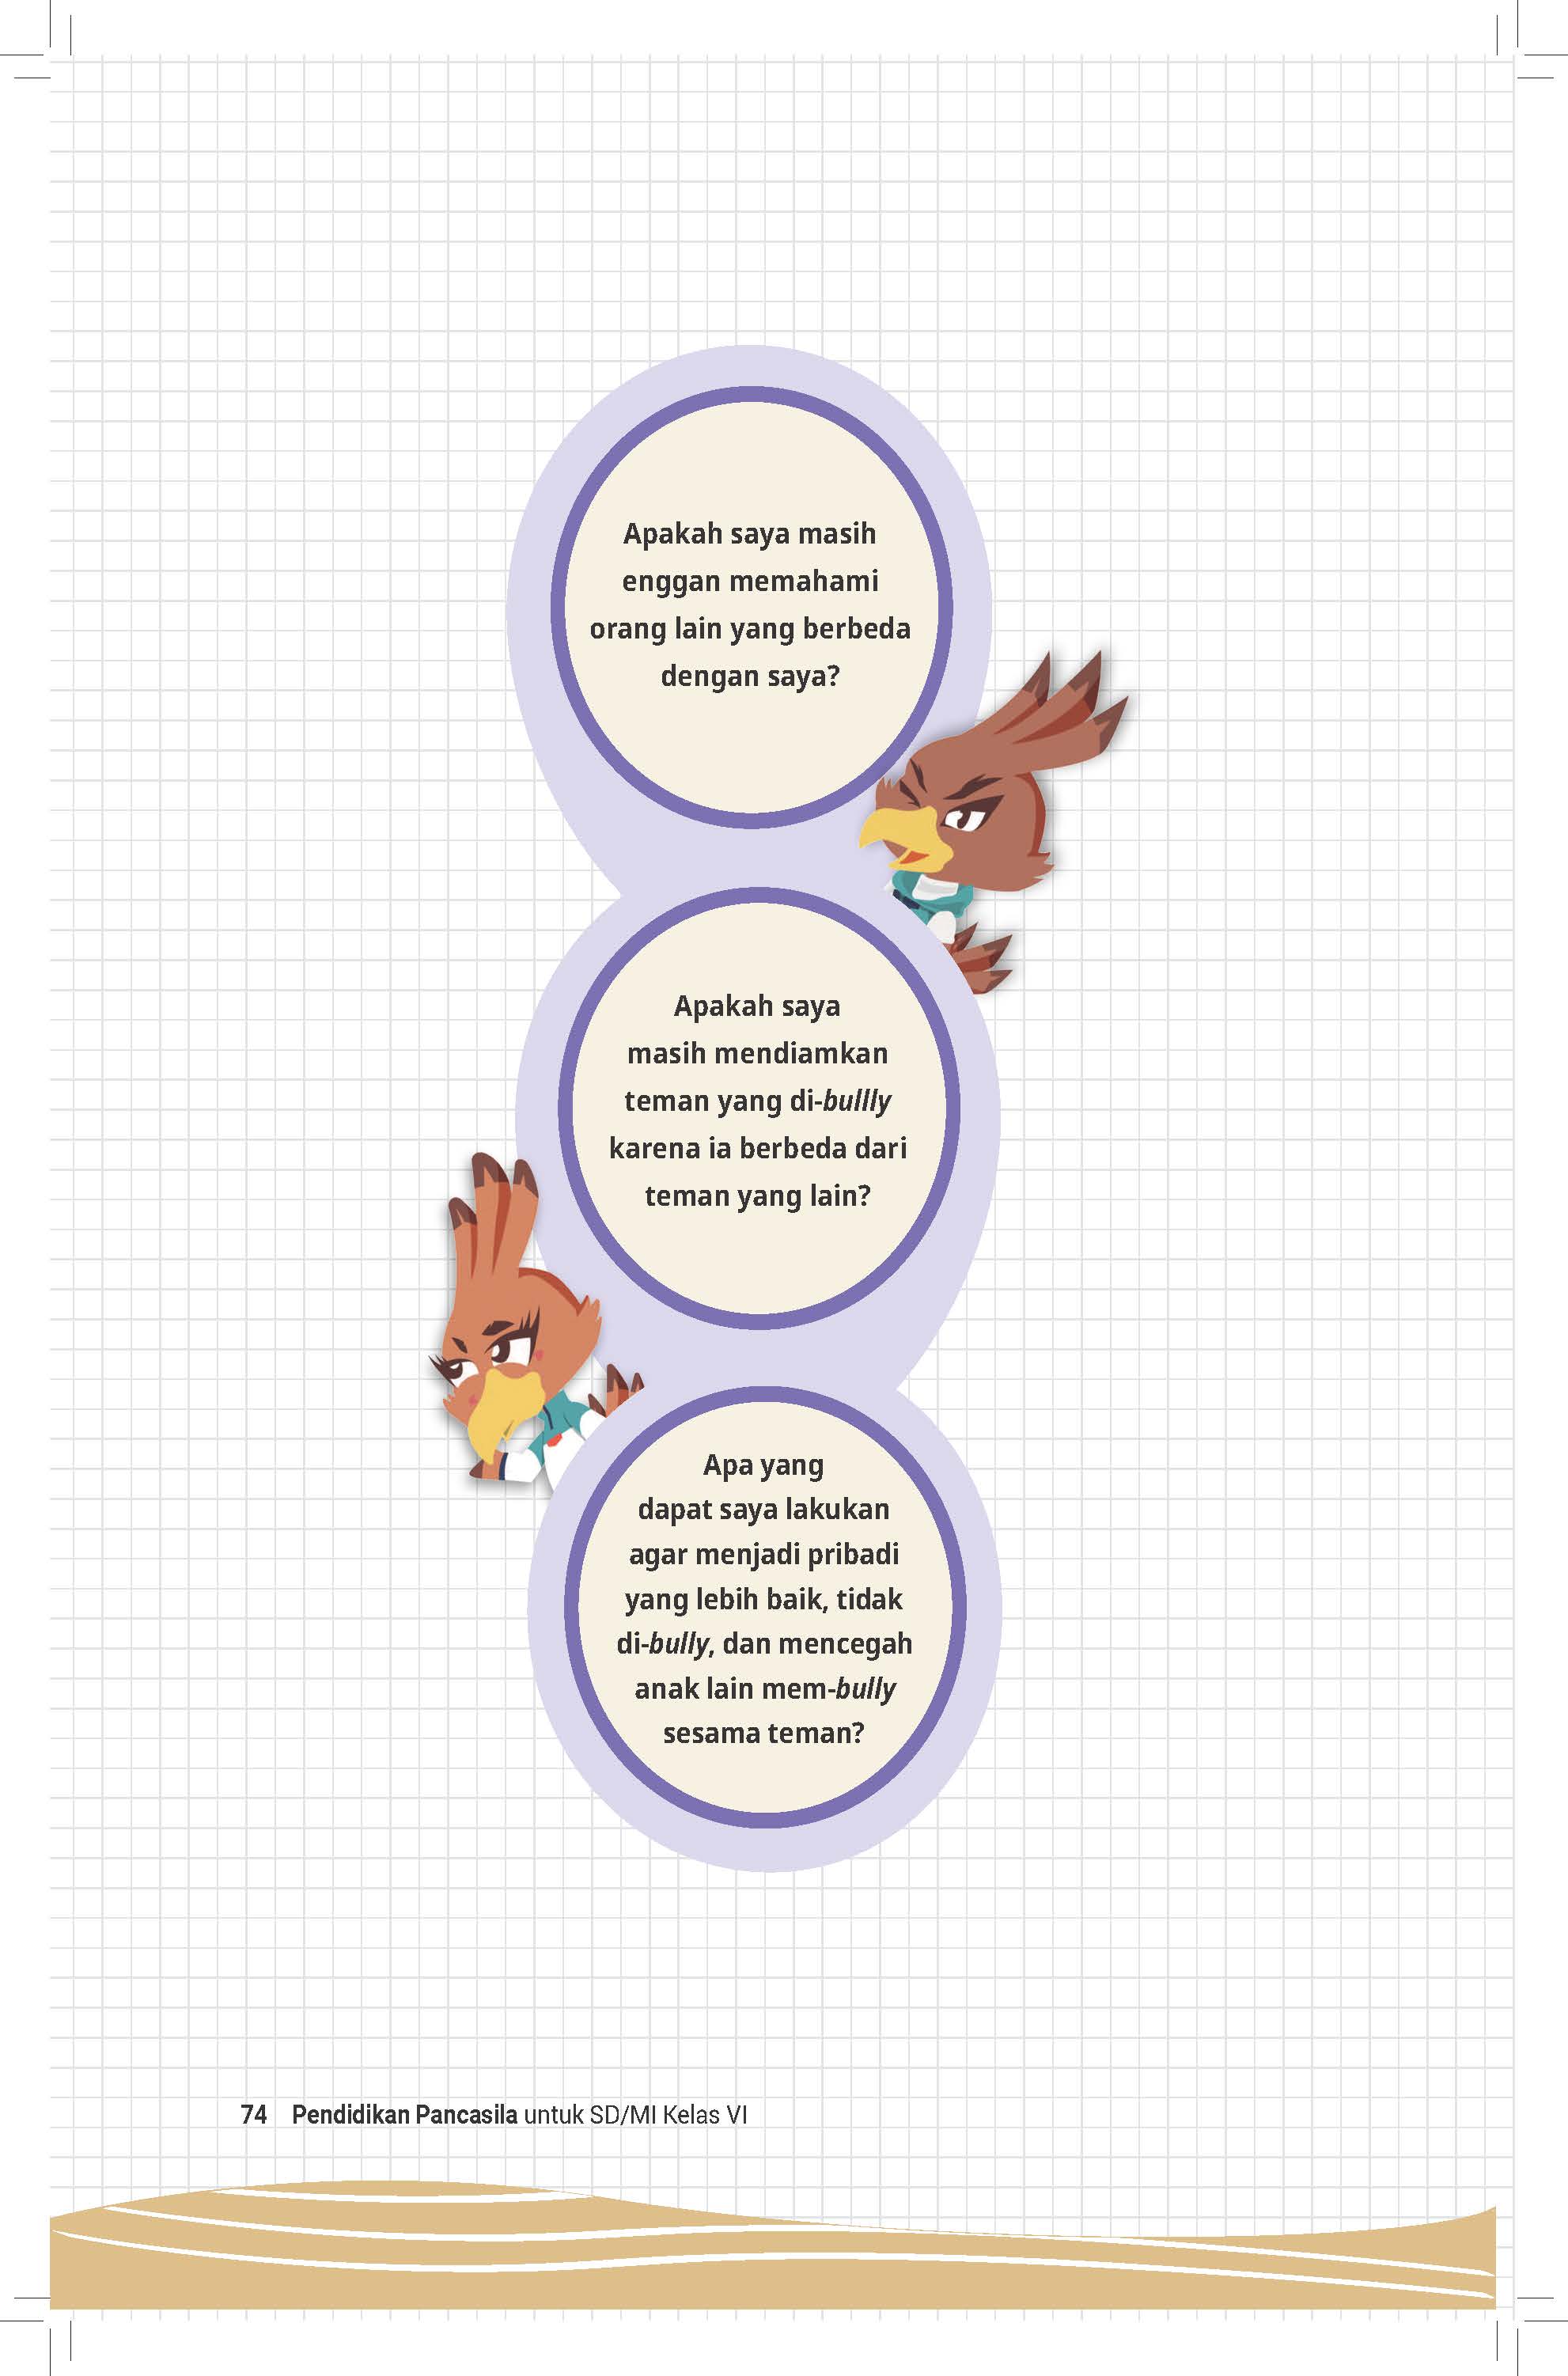 Apakah saya masih
enggan memahami
orang lain yang berbeda
dengan saya?
Apakah saya
masih mendiamkan
teman yang di-bullly
karena ia berbeda dari
teman yang lain?
Apa yang
dapat saya lakukan
agar menjadi pribadi
yang lebih baik, tidak
di-bully, dan mencegah
anak lain mem-bully
sesama teman?
74 Pendidikan Pancasila untuk SD/MI Kelas VI